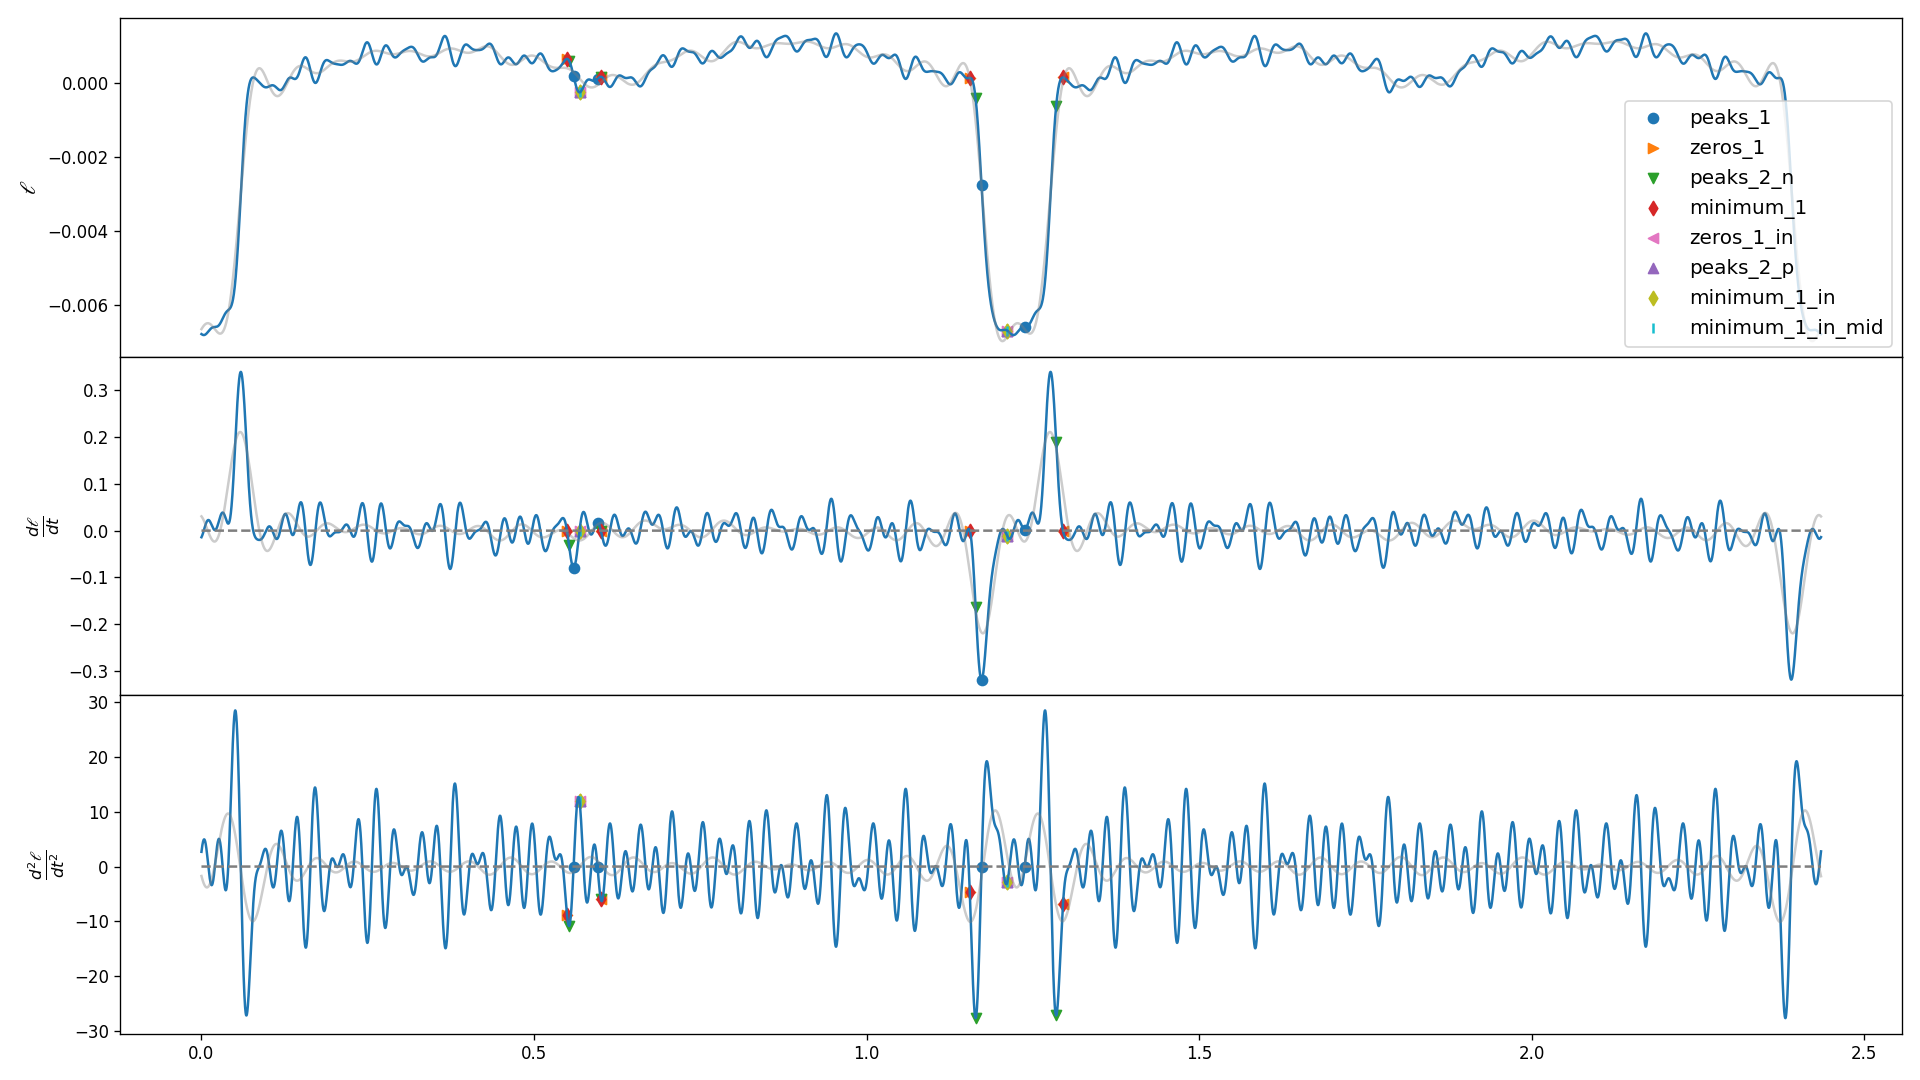 0.000
−0.002
−0.004
−0.006
ℓ
peaks_1
zeros_1
peaks_2_n
minimum_1
zeros_1_in
peaks_2_p
minimum_1_in
minimum_1_in_mid
0.3
0.2
0.1
0.0
−0.1
−0.2
−0.3
dℓ/dt
30
20
10
0
−10
−20
−30
d²ℓ/dt²
0.0 0.5 1.0 1.5 2.0 2.5